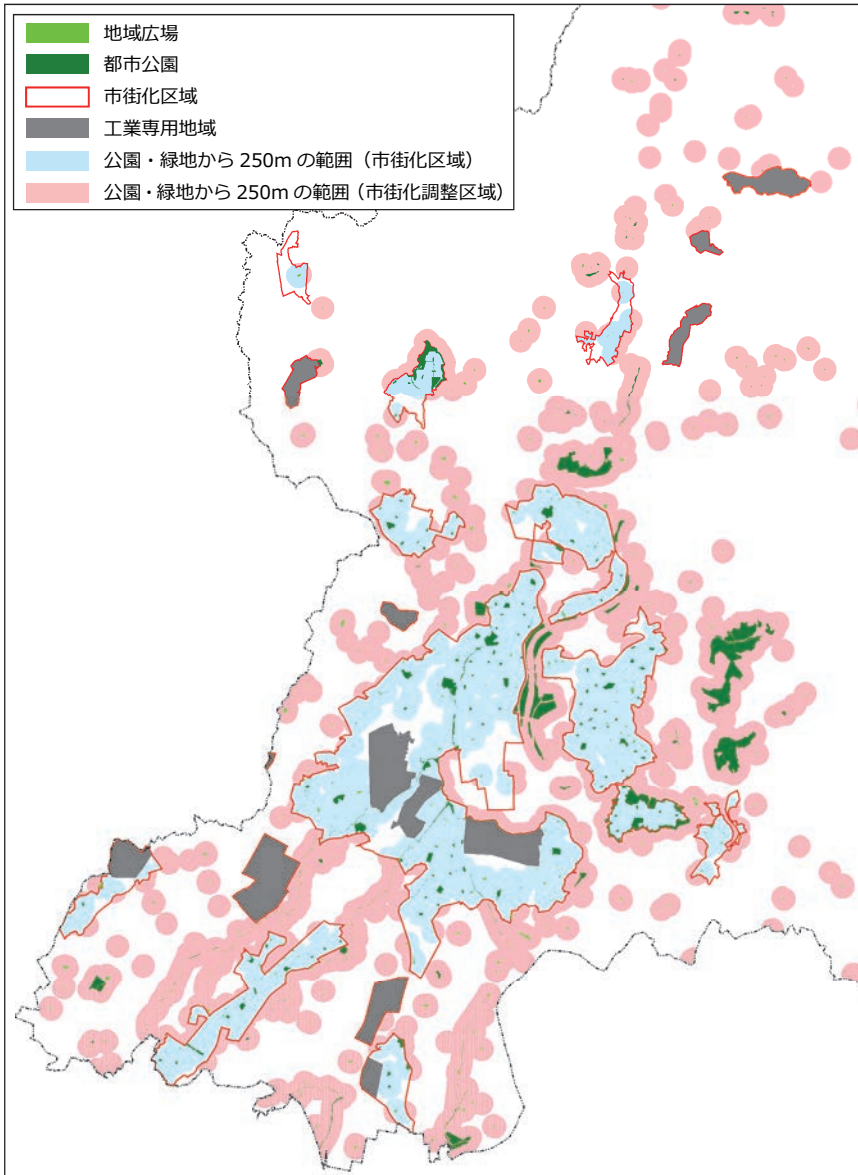 地域広場
都市公園
市街化区域
工業専用地域
公園・緑地から 250m の範囲（市街化区域）
公園・緑地から 250m の範囲（市街化調整区域）